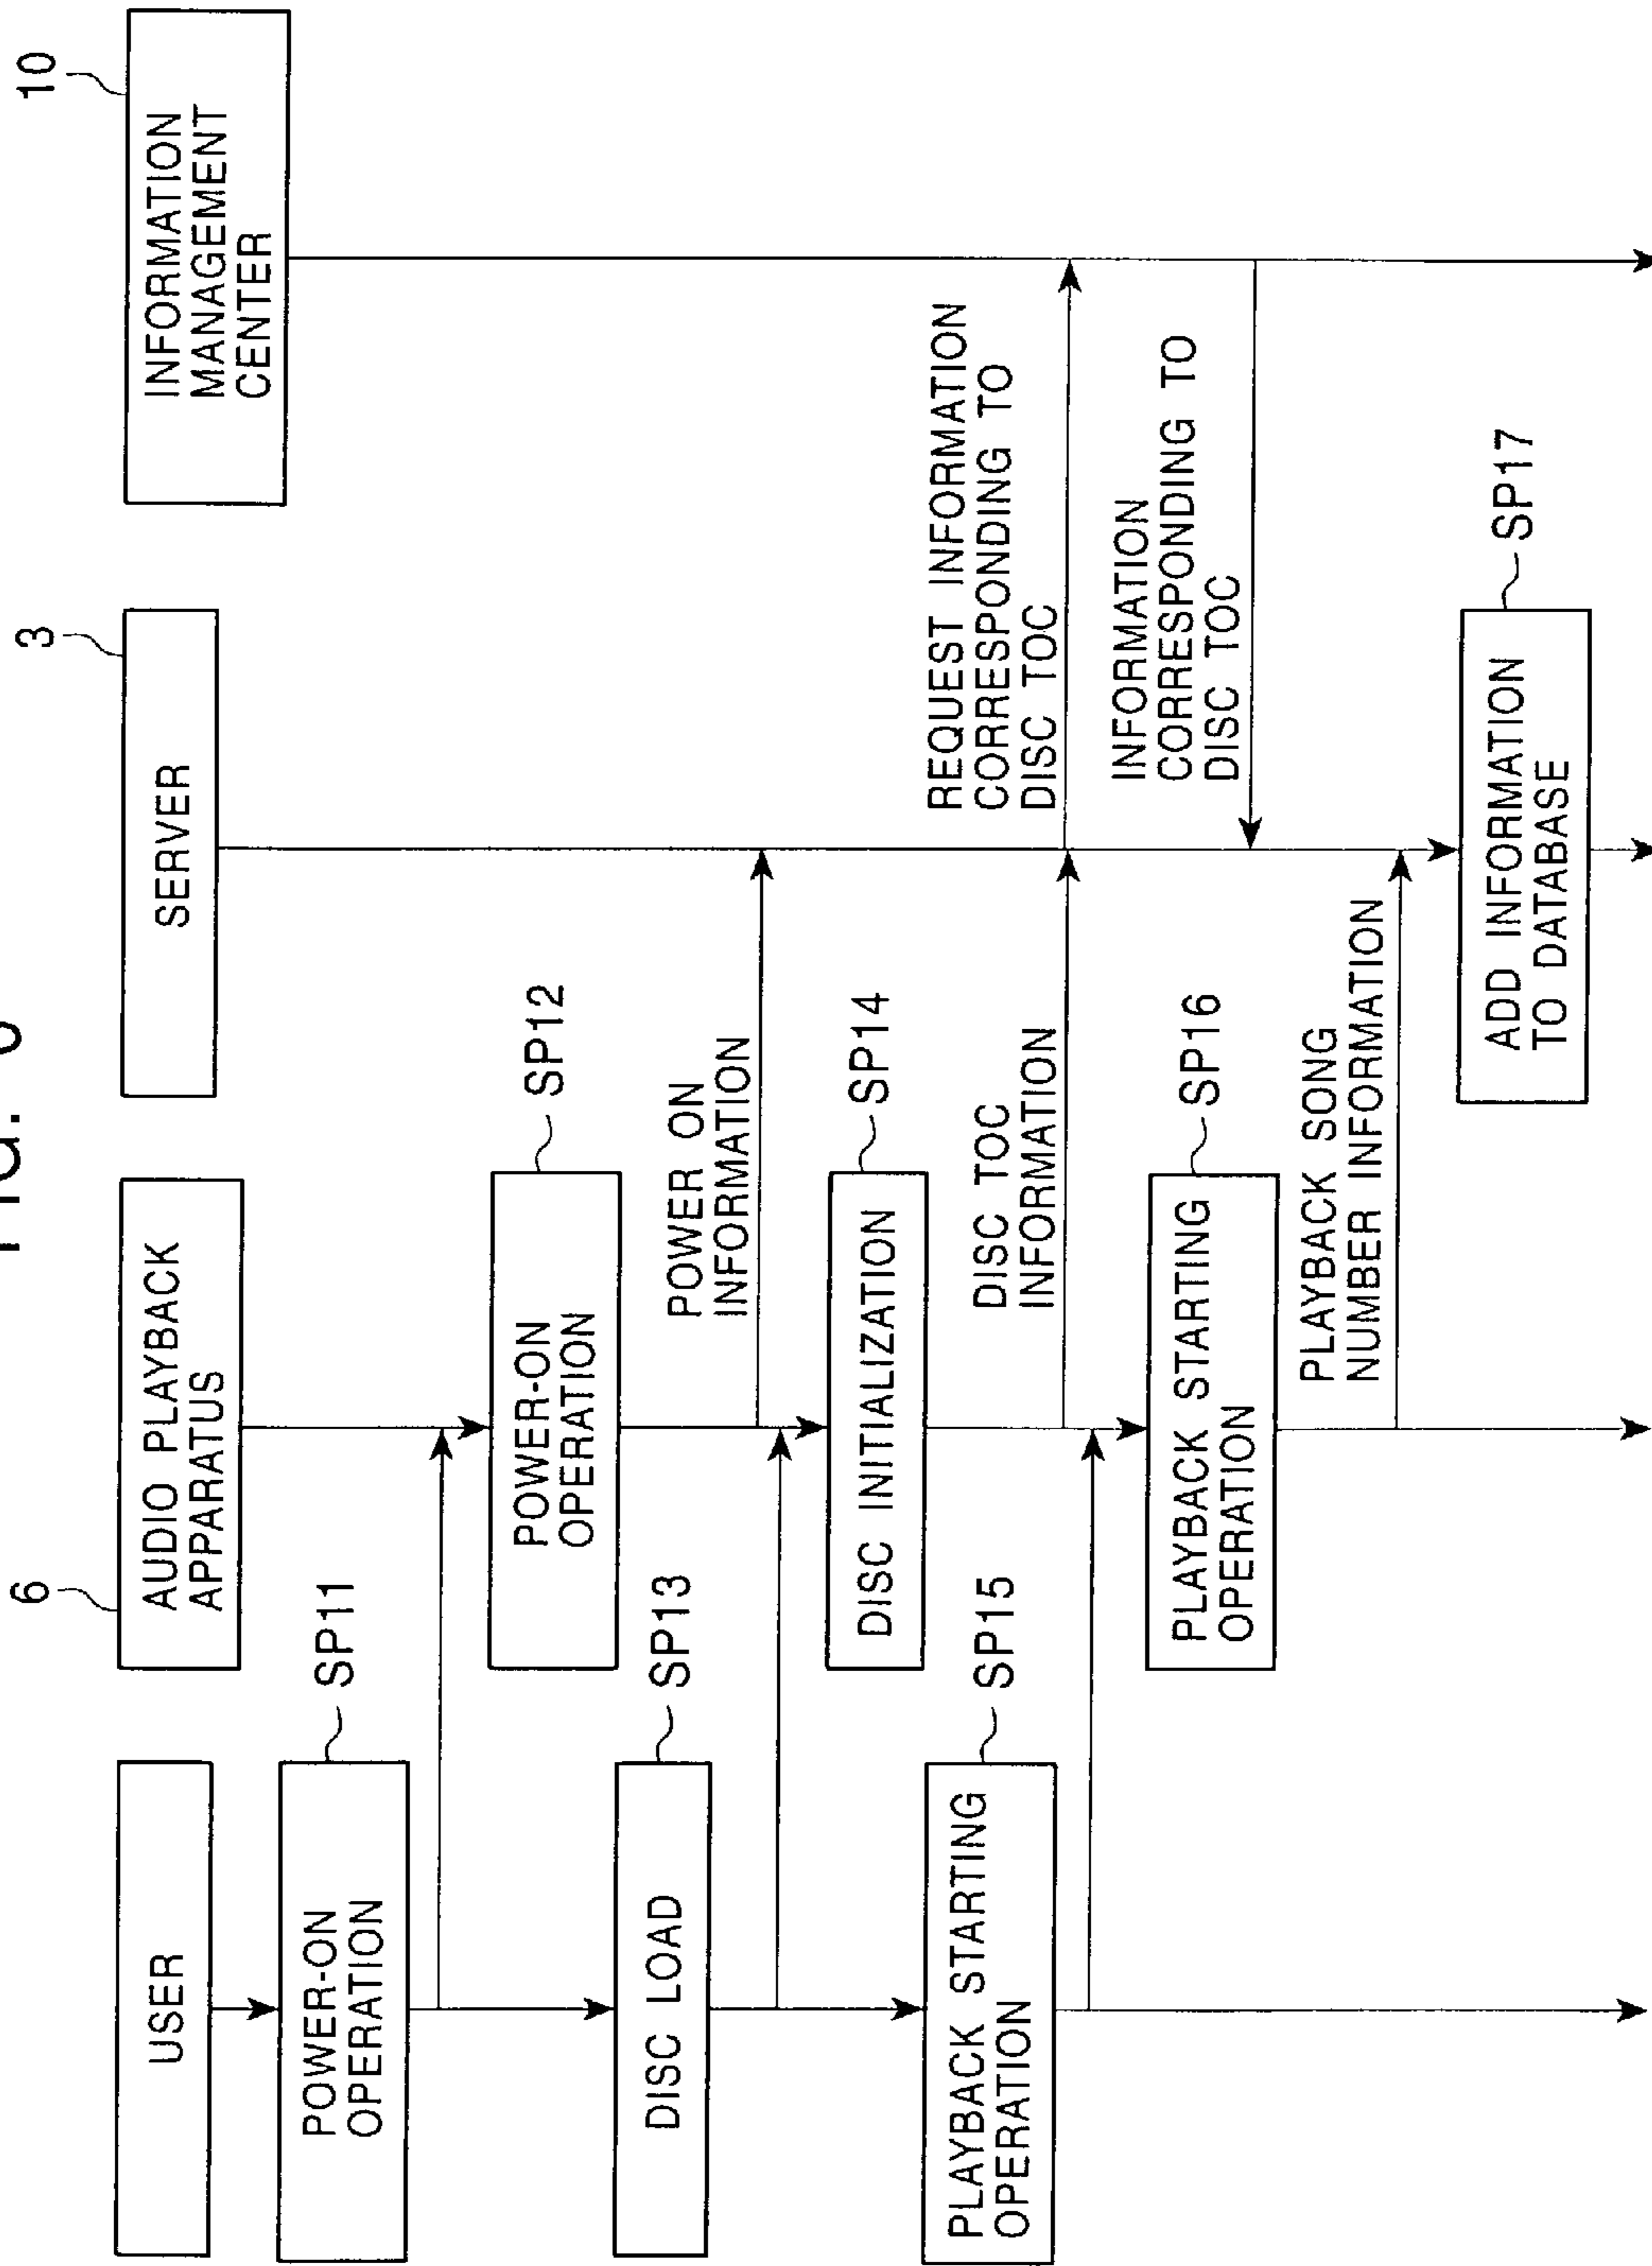 FIG.
USER
6
AUDIO PLAYBACK
APPARATUS
3
SERVER
10
INFORMATION
MANAGEMENT
CENTER
POWER-ON
OPERATION
SP11
POWER-ON
OPERATION
SP12
POWER ON
INFORMATION
DISC LOAD
SP13
DISC INITIALIZATION
SP14
DISC TOC
INFORMATION
REQUEST INFORMATION
CORRESPONDING TO
DISC TOC
INFORMATION
CORRESPONDING TO
DISC TOC
PLAYBACK STARTING
OPERATION
SP15
PLAYBACK STARTING
OPERATION
SP16
PLAYBACK SONG
NUMBER INFORMATION
ADD INFORMATION
TO DATABASE
SP17